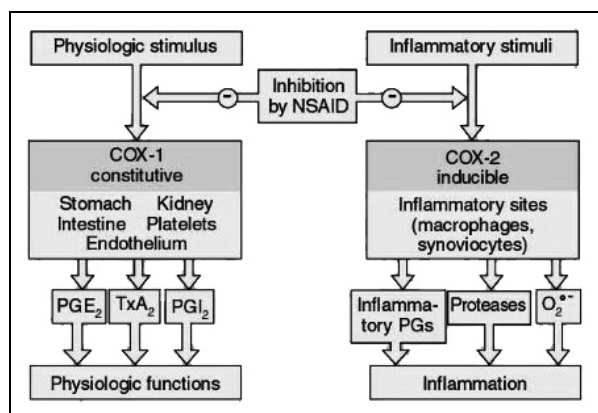 Physiologic stimulus
Inflammatory stimuli
Inhibition
by NSAID
−
−
COX-1
constitutive
Stomach Kidney
Intestine Platelets
Endothelium
COX-2
inducible
Inflammatory sites
(macrophages,
synoviocytes)
PGE₂
TxA₂
PGI₂
Inflamma-
tory PGs
Proteases
O₂•−
Physiologic functions
Inflammation